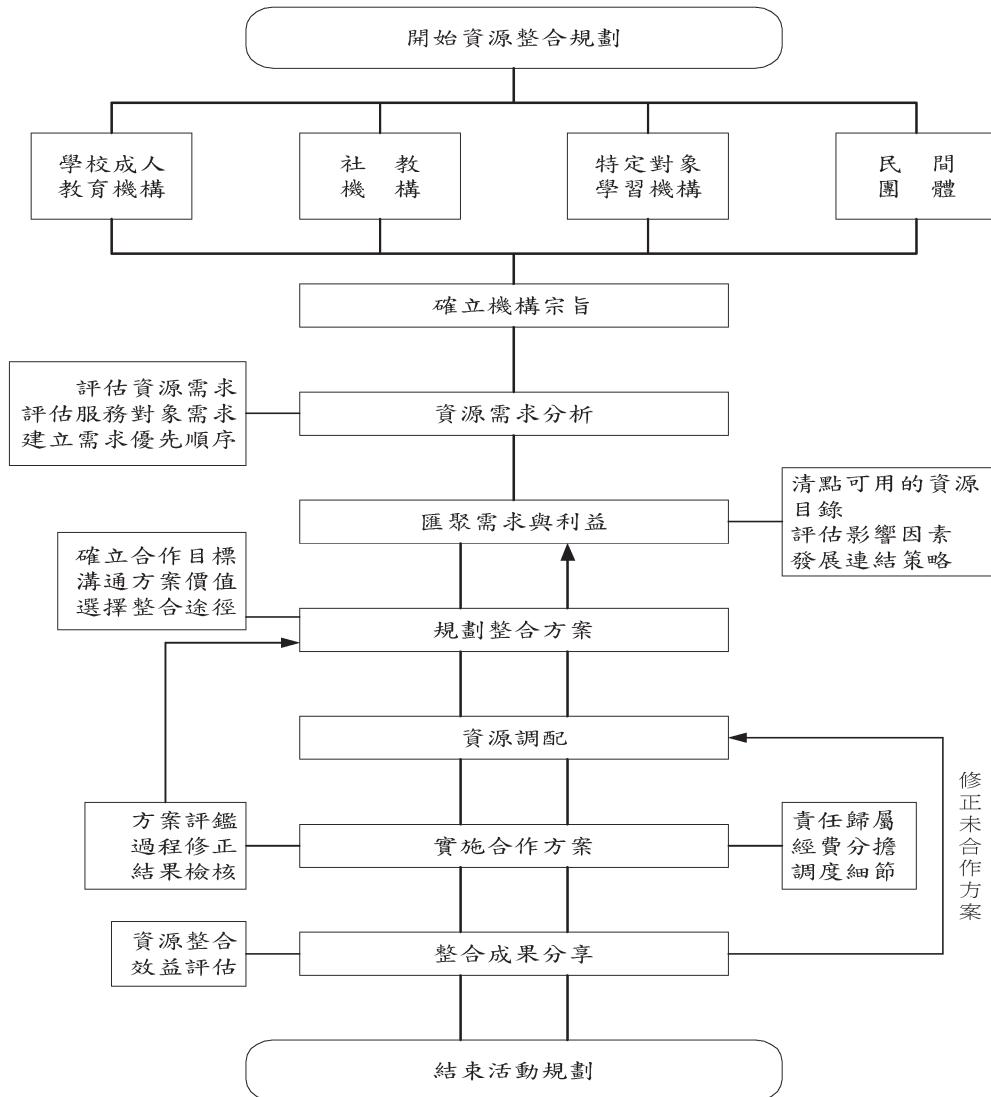 開始資源整合規劃
學校成人
教育機構
社教
機構
特定對象
學習機構
民間
團體
確立機構宗旨
評估資源需求
評估服務對象需求
建立需求優先順序
資源需求分析
匯聚需求與利益
清點可用的資源
目錄
評估影響因素
發展連結策略
確立合作目標
溝通方案價值
選擇整合途徑
規劃整合方案
資源調配
修正未合作方案
方案評鑑
過程修正
結果檢核
實施合作方案
責任歸屬
經費分擔
調度細節
資源整合
效益評估
整合成果分享
結束活動規劃